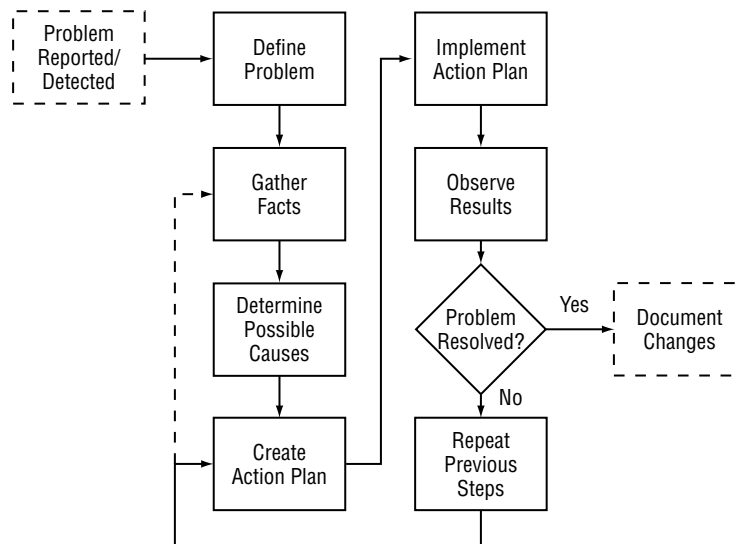 Problem
Reported/
Detected
Define
Problem
Gather
Facts
Determine
Possible
Causes
Create
Action Plan
Implement
Action Plan
Observe
Results
Problem
Resolved?
Yes
Document
Changes
No
Repeat
Previous
Steps